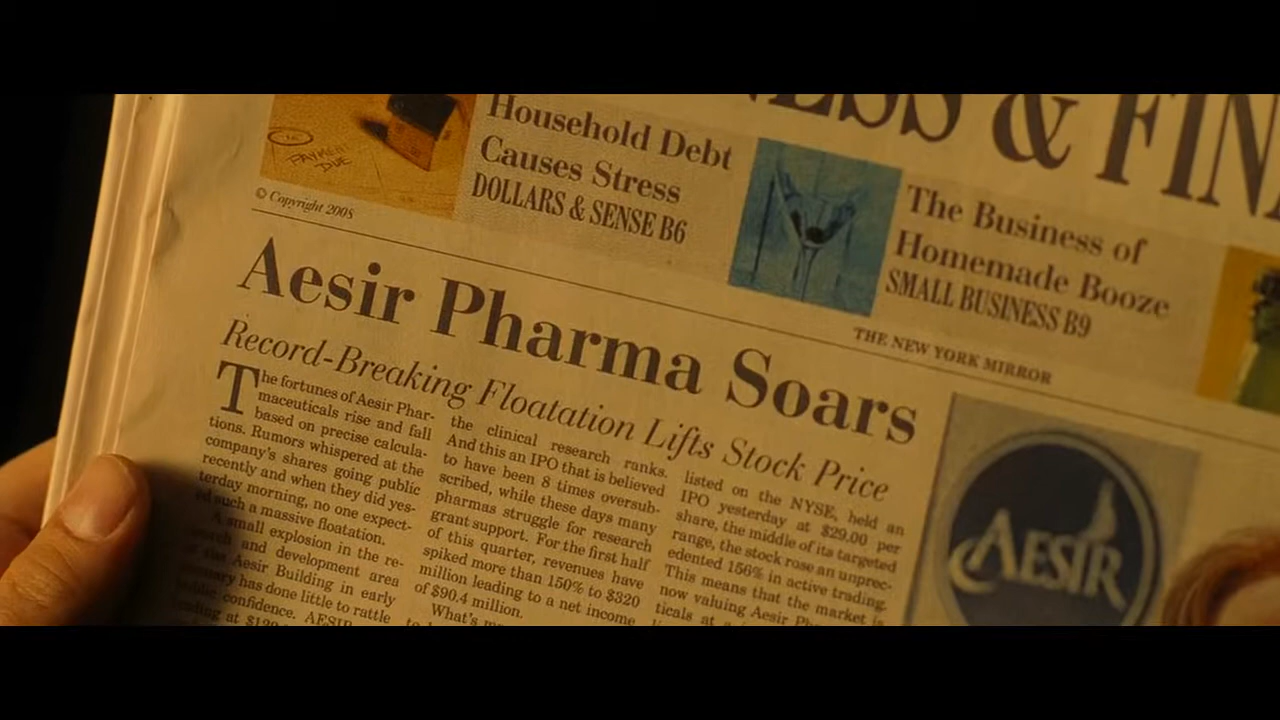 NESS & FIN
PAYMENT
DUE
© Copyright 2005
Household Debt
Causes Stress
DOLLARS & SENSE B6
The Business of
Homemade Booze
SMALL BUSINESS B9
THE NEW YORK MIRROR
Aesir Pharma Soars
Record-Breaking Floatation Lifts Stock Price
The fortunes of Aesir Phar-
maceuticals rise and fall
based on precise calcula-
tions. Rumors whispered at the
company's shares going public
recently and when they did yes-
terday morning, no one expect-
ed such a massive floatation.
A small explosion in the re-
and development area
Aesir Building in early
has done little to rattle
confidence. AESIR
at
the clinical research ranks.
And this an IPO that is believed
to have been 8 times oversub-
scribed, while these days many
pharmas struggle for research
grant support. For the first half
of this quarter, revenues have
spiked more than 150% to $320
million leading to a net income
of $90.4 million.
What's
listed on the NYSE, held an
IPO yesterday at $29.00 per
share, the middle of its targeted
range, the stock rose an unprec-
edented 156% in active trading.
This means that the market is
now valuing Aesir
ticals at a
AESIR